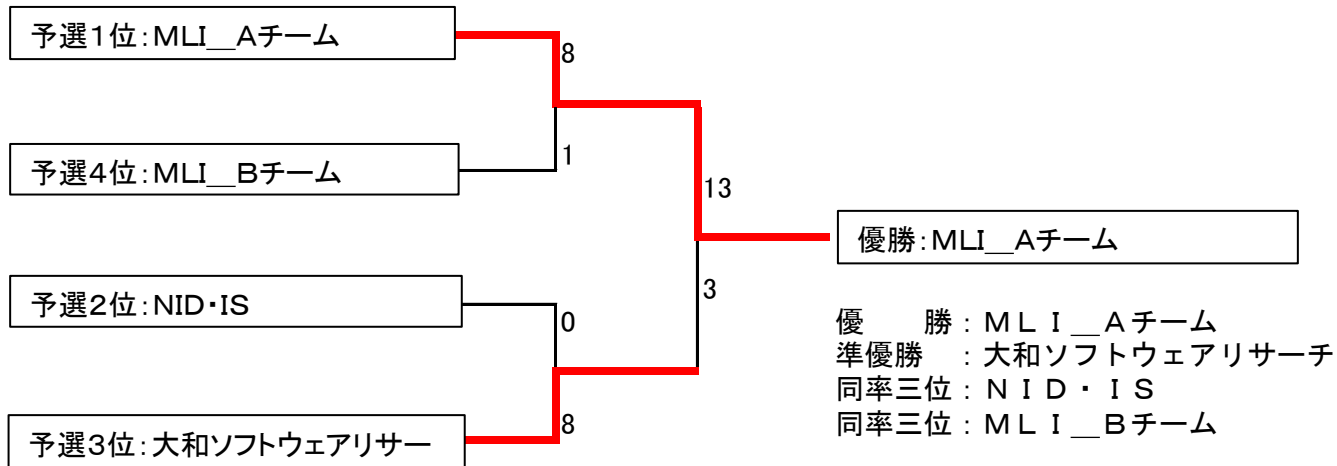 予選1位:MLI__Aチーム
8
予選4位:MLI__Bチーム
1
13
優勝:MLI__Aチーム
3
予選2位:NID・IS
0
予選3位:大和ソフトウェアリサー
8
優　　勝：ＭＬＩ__Ａチーム
準優勝　：大和ソフトウェアリサーチ
同率三位：ＮＩＤ・ＩＳ
同率三位：ＭＬＩ__Ｂチーム